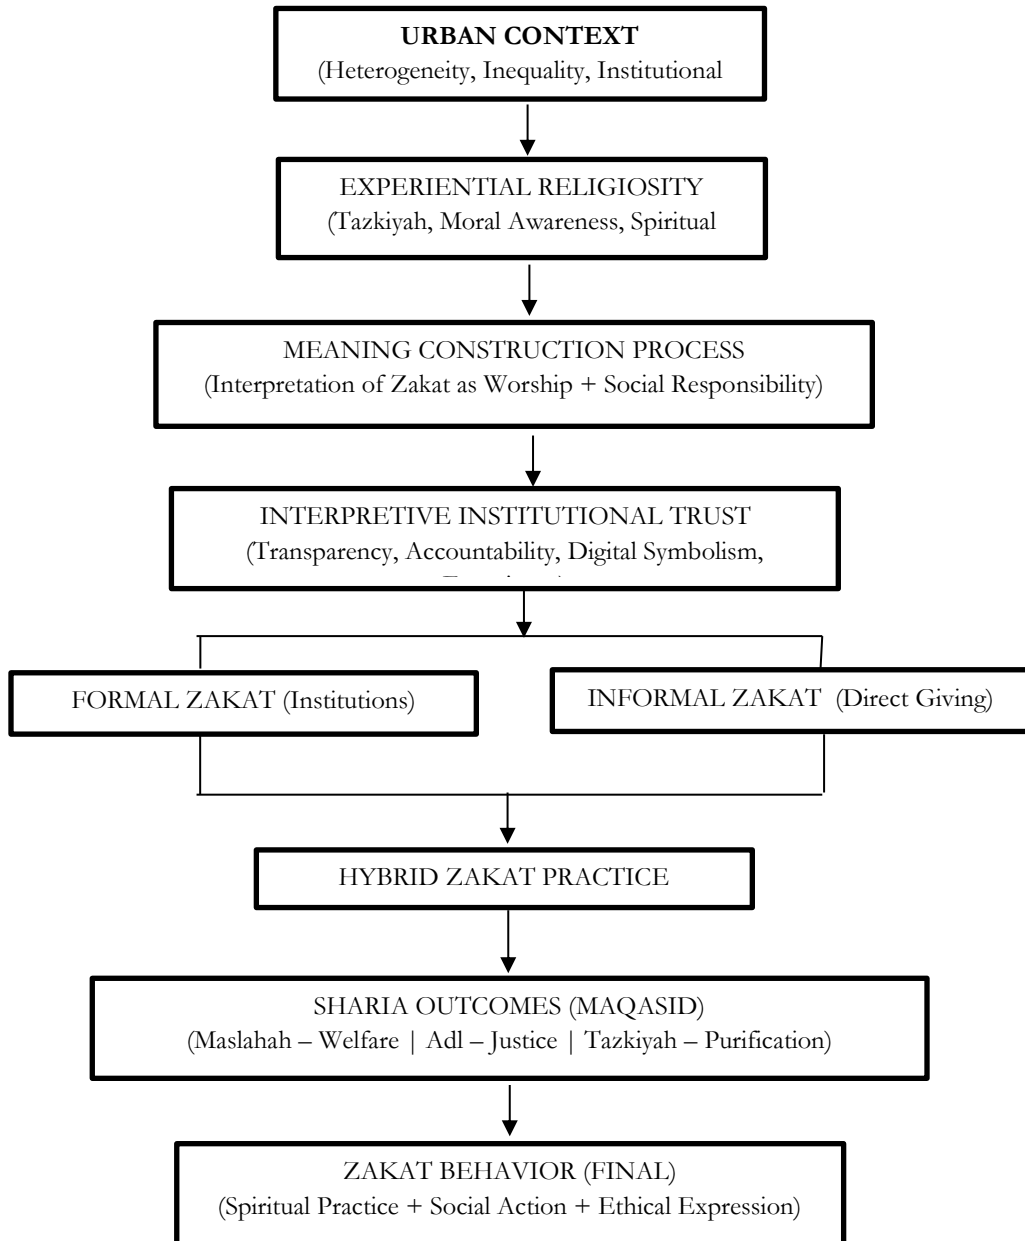 URBAN CONTEXT
(Heterogeneity, Inequality, Institutional
EXPERIENTIAL RELIGIOSITY
(Tazkiyah, Moral Awareness, Spiritual
MEANING CONSTRUCTION PROCESS
(Interpretation of Zakat as Worship + Social Responsibility)
INTERPRETIVE INSTITUTIONAL TRUST
(Transparency, Accountability, Digital Symbolism,
FORMAL ZAKAT (Institutions)
INFORMAL ZAKAT (Direct Giving)
HYBRID ZAKAT PRACTICE
SHARIA OUTCOMES (MAQASID)
(Maslahah – Welfare | Adl – Justice | Tazkiyah – Purification)
ZAKAT BEHAVIOR (FINAL)
(Spiritual Practice + Social Action + Ethical Expression)